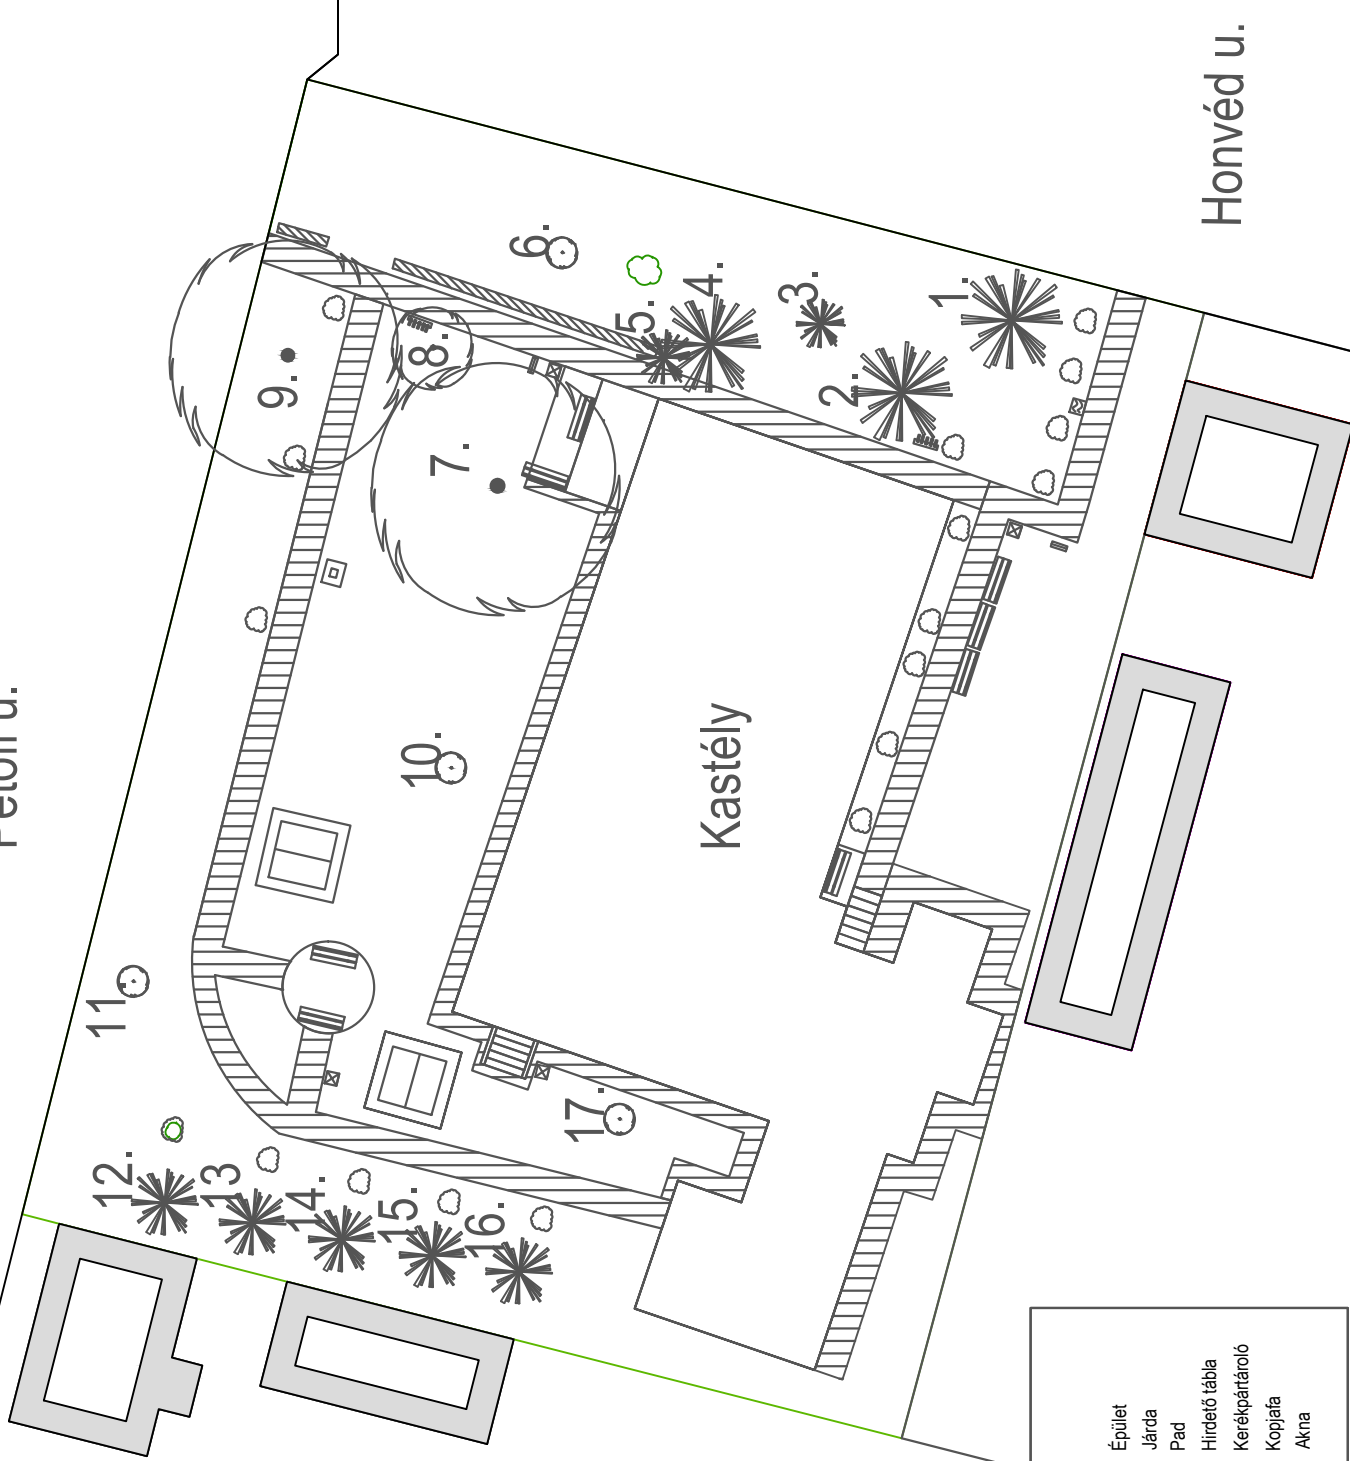 Honvéd u.
Petőfi u.
Kastély
1.
2.
3.
4.
5.
6.
7.
8.
9.
10.
11.
12.
13
14.
15.
16.
17.
Épület
Járda
Pad
Hirdető tábla
Kerékpártároló
Kopjafa
Akna